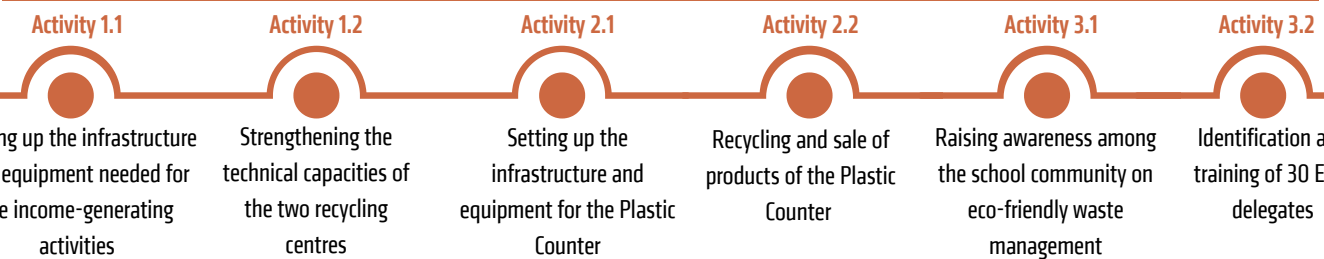 Activity 1.1
ng up the infrastructure
equipment needed for
e income-generating
activities
Activity 1.2
Strengthening the
technical capacities of
the two recycling
centres
Activity 2.1
Setting up the
infrastructure and
equipment for the Plastic
Counter
Activity 2.2
Recycling and sale of
products of the Plastic
Counter
Activity 3.1
Raising awareness among
the school community on
eco-friendly waste
management
Activity 3.2
Identification a
training of 30 E
delegates